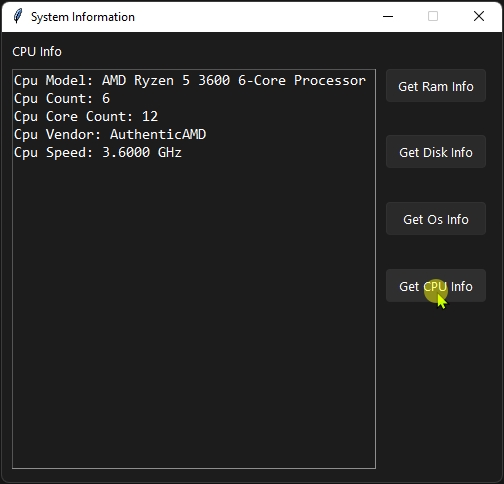 System Information
CPU Info
Cpu Model: AMD Ryzen 5 3600 6-Core Processor
Cpu Count: 6
Cpu Core Count: 12
Cpu Vendor: AuthenticAMD
Cpu Speed: 3.6000 GHz
Get Ram Info
Get Disk Info
Get Os Info
Get CPU Info